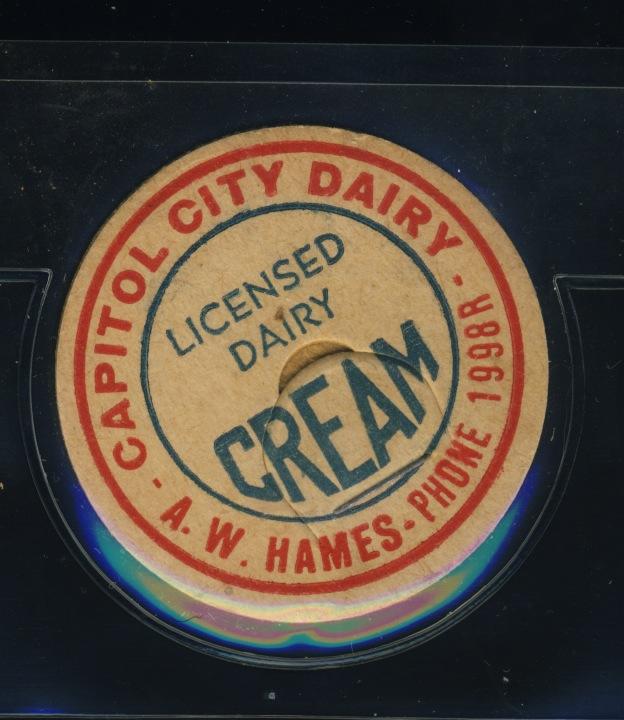 CAPITOL CITY DAIRY -
LICENSED
DAIRY
CREAM
- A. W. HAMES - PHONE 1998R